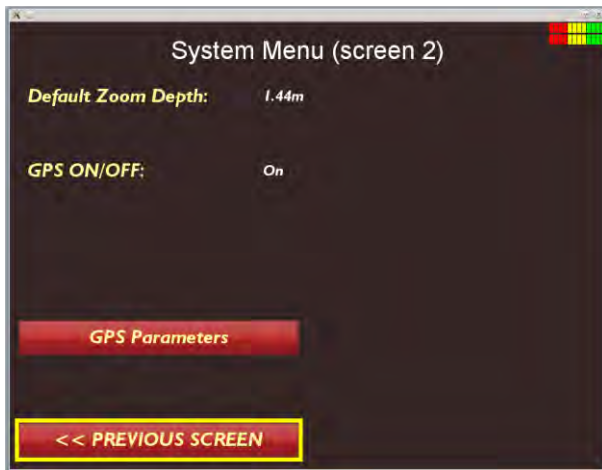 System Menu (screen 2)
Default Zoom Depth: 1.44m
GPS ON/OFF: On
GPS Parameters
<< PREVIOUS SCREEN